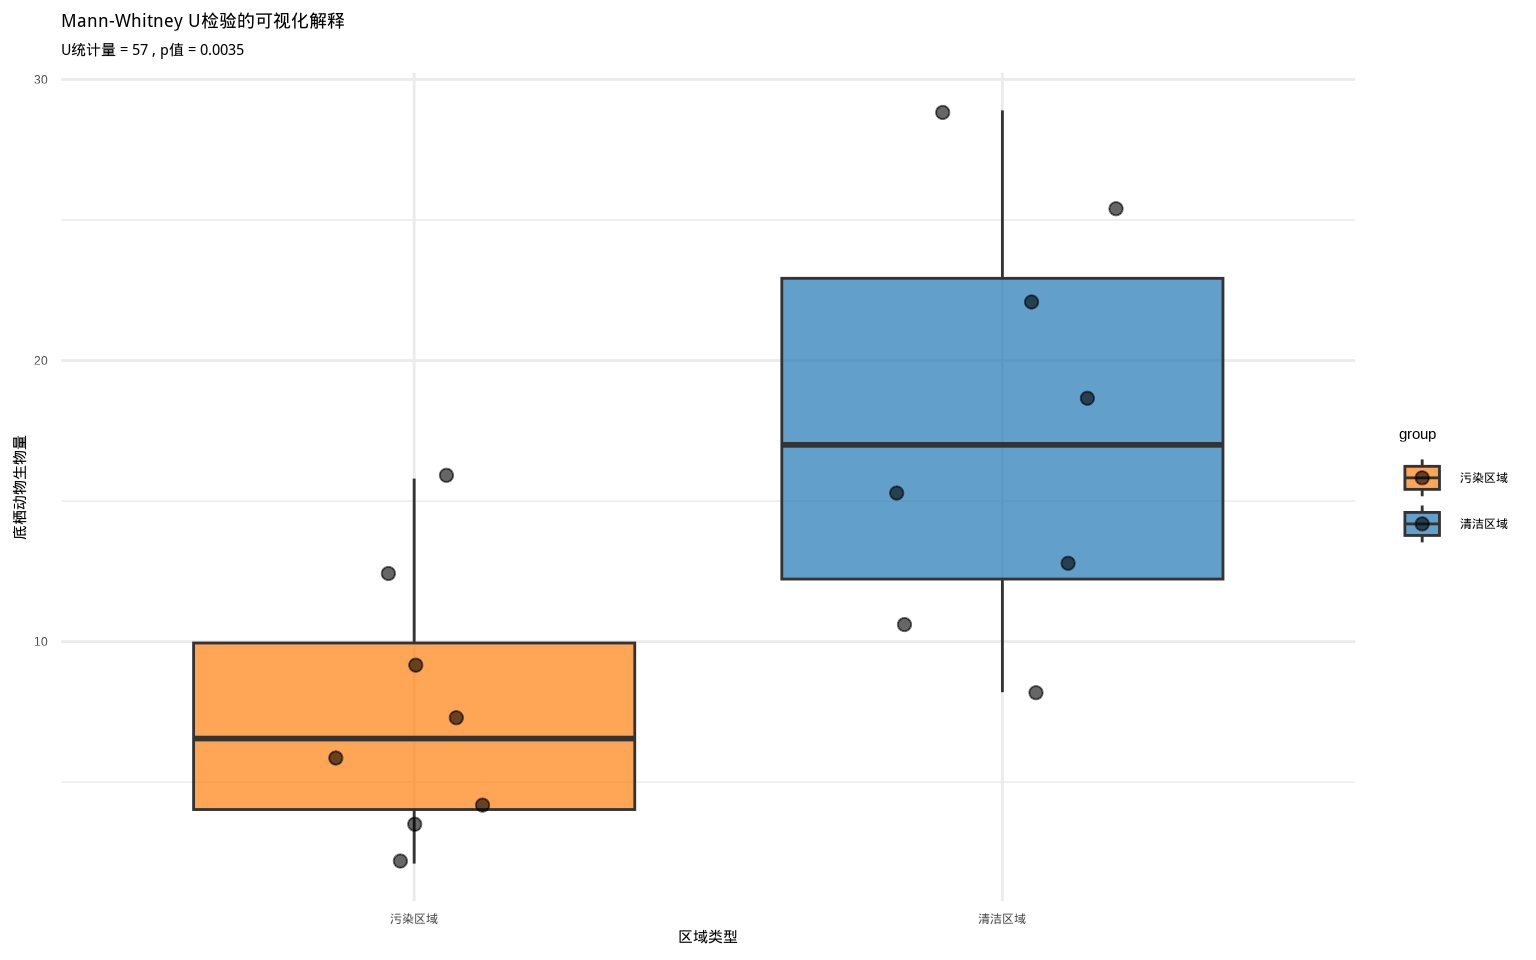 Mann-Whitney U检验的可视化解释
U统计量 = 57 , p值 = 0.0035
30
20
10
底栖动物生物量
污染区域
清洁区域
区域类型
group
污染区域
清洁区域